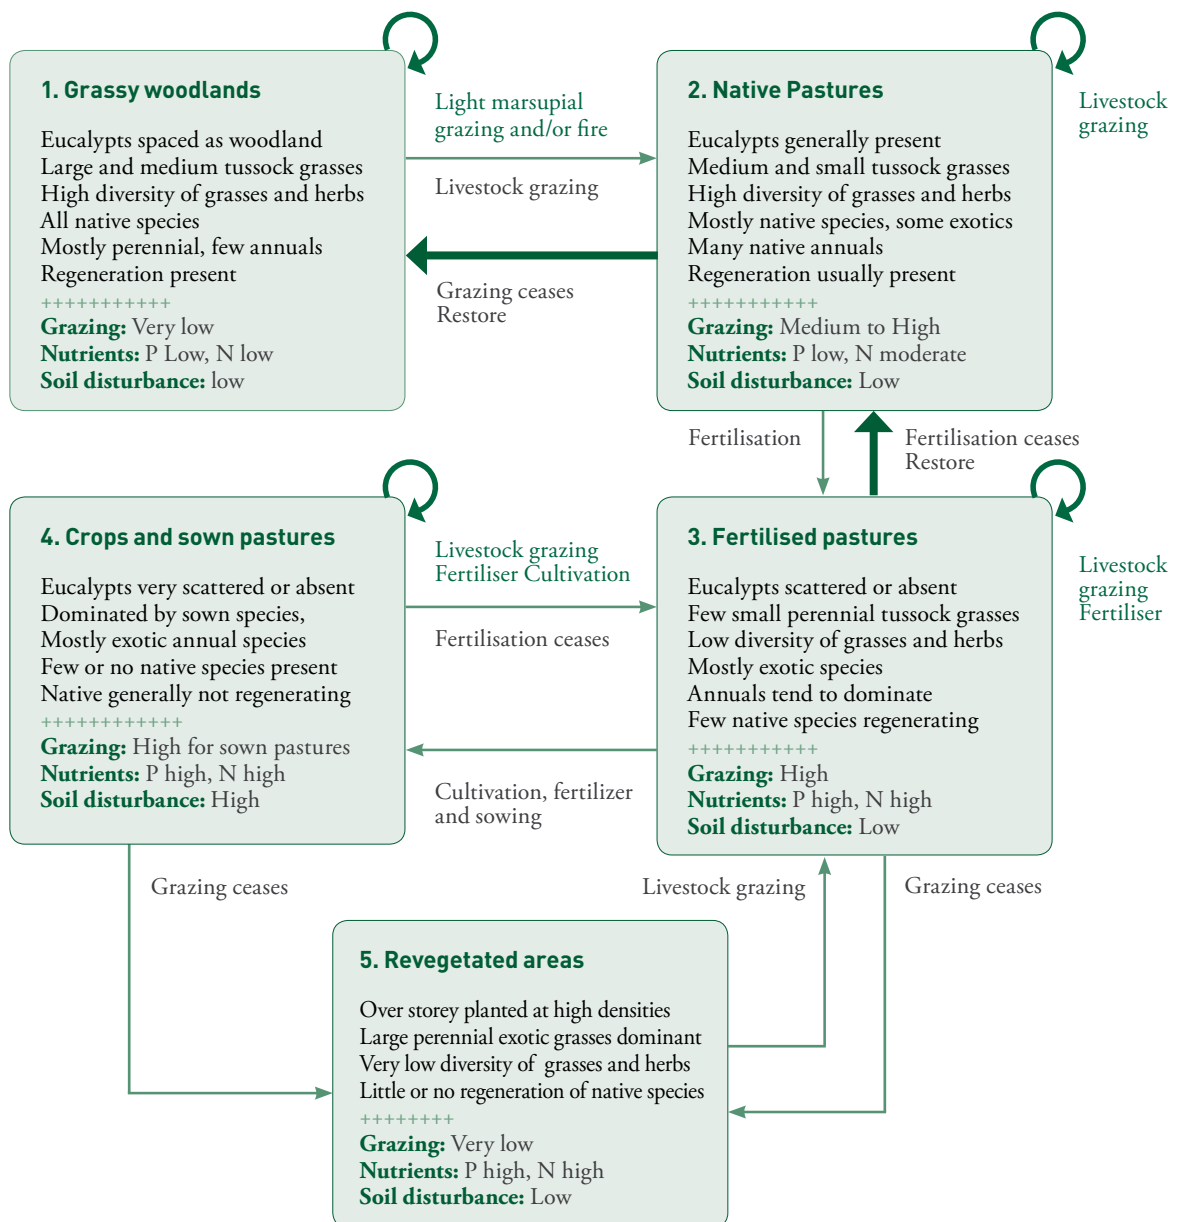 1. Grassy woodlands
Eucalypts spaced as woodland
Large and medium tussock grasses
High diversity of grasses and herbs
All native species
Mostly perennial, few annuals
Regeneration present
+++++++++++
Grazing: Very low
Nutrients: P Low, N low
Soil disturbance: low
Light marsupial
grazing and/or fire
Livestock grazing
Grazing ceases
Restore
2. Native Pastures
Eucalypts generally present
Medium and small tussock grasses
High diversity of grasses and herbs
Mostly native species, some exotics
Many native annuals
Regeneration usually present
+++++++++++
Grazing: Medium to High
Nutrients: P low, N moderate
Soil disturbance: Low
Livestock
grazing
Fertilisation
Fertilisation ceases
Restore
4. Crops and sown pastures
Eucalypts very scattered or absent
Dominated by sown species,
Mostly exotic annual species
Few or no native species present
Native generally not regenerating
++++++++++++
Grazing: High for sown pastures
Nutrients: P high, N high
Soil disturbance: High
Livestock grazing
Fertiliser Cultivation
Fertilisation ceases
Cultivation, fertilizer
and sowing
3. Fertilised pastures
Eucalypts scattered or absent
Few small perennial tussock grasses
Low diversity of grasses and herbs
Mostly exotic species
Annuals tend to dominate
Few native species regenerating
+++++++++++
Grazing: High
Nutrients: P high, N high
Soil disturbance: Low
Livestock
grazing
Fertiliser
Grazing ceases
Livestock grazing
Grazing ceases
5. Revegetated areas
Over storey planted at high densities
Large perennial exotic grasses dominant
Very low diversity of grasses and herbs
Little or no regeneration of native species
++++++++
Grazing: Very low
Nutrients: P high, N high
Soil disturbance: Low